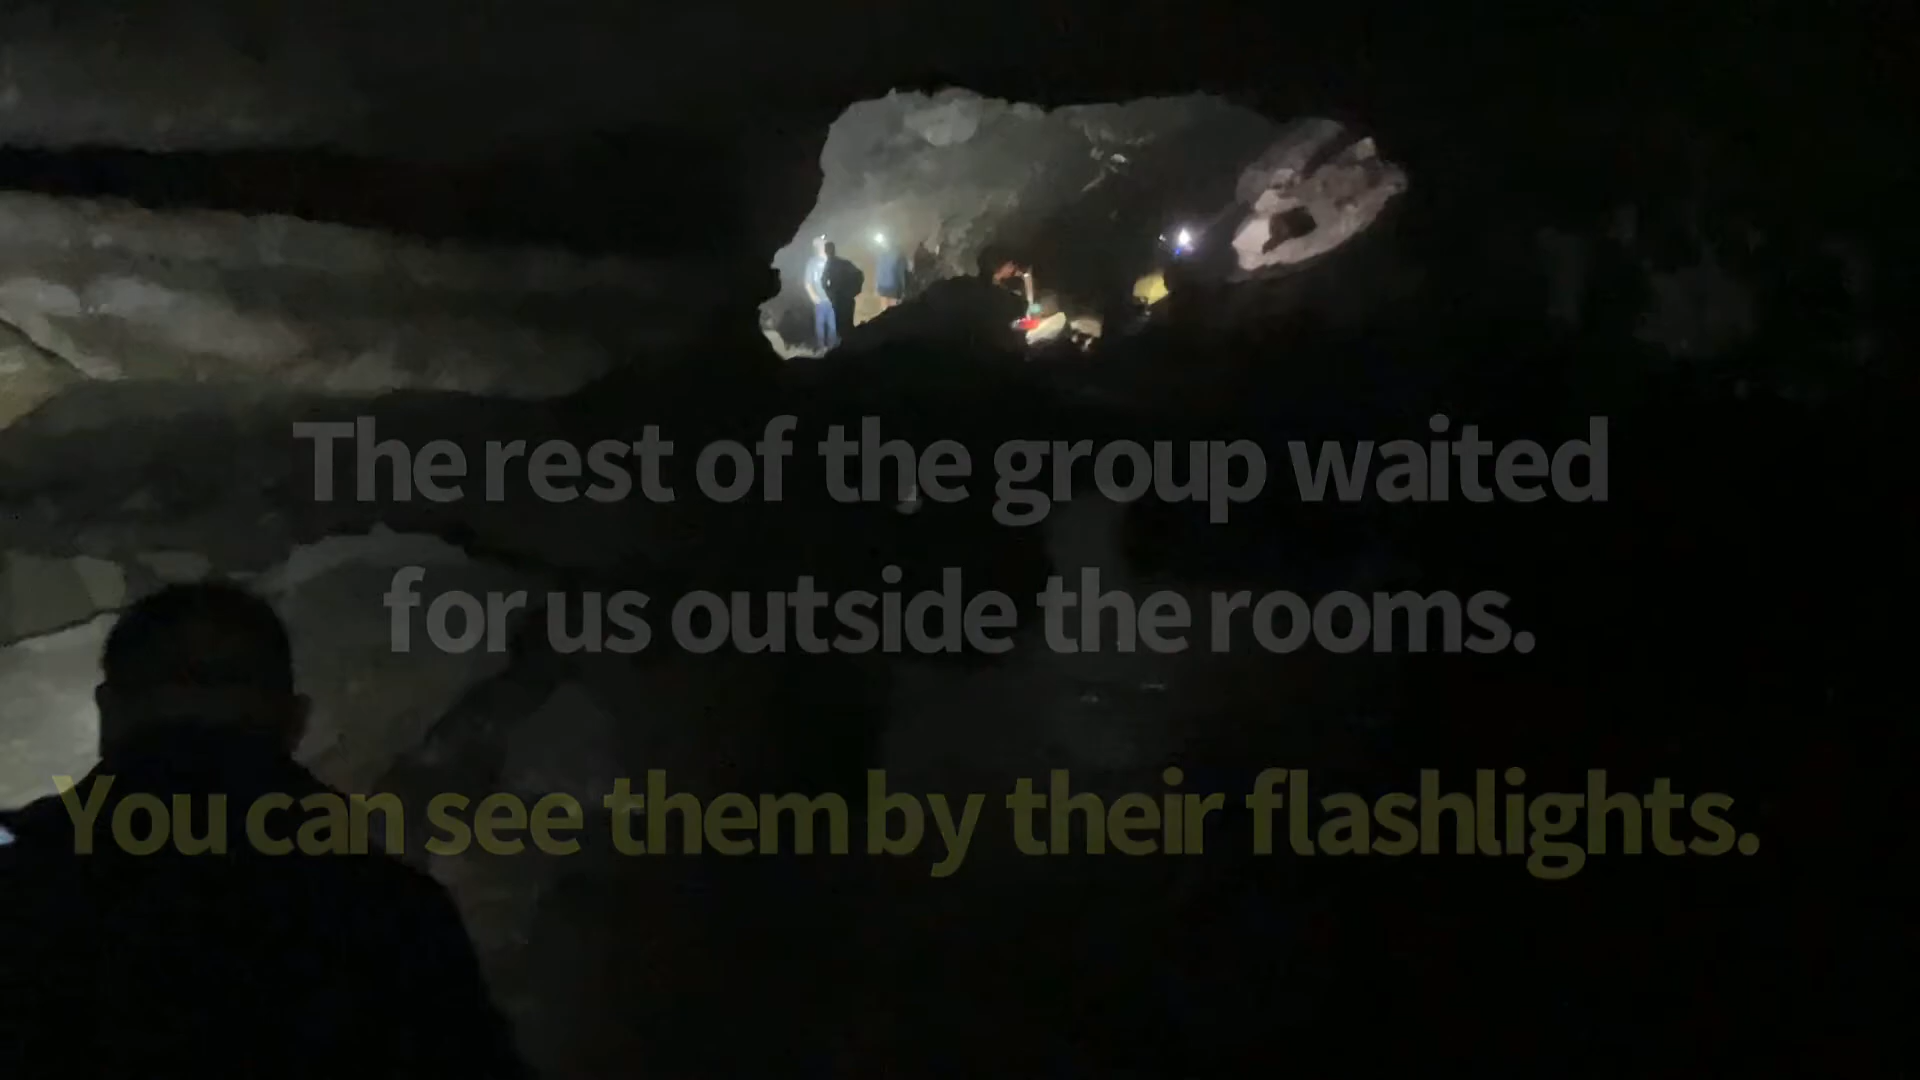 The rest of the group waited
for us outside the rooms.
You can see them by their flashlights.